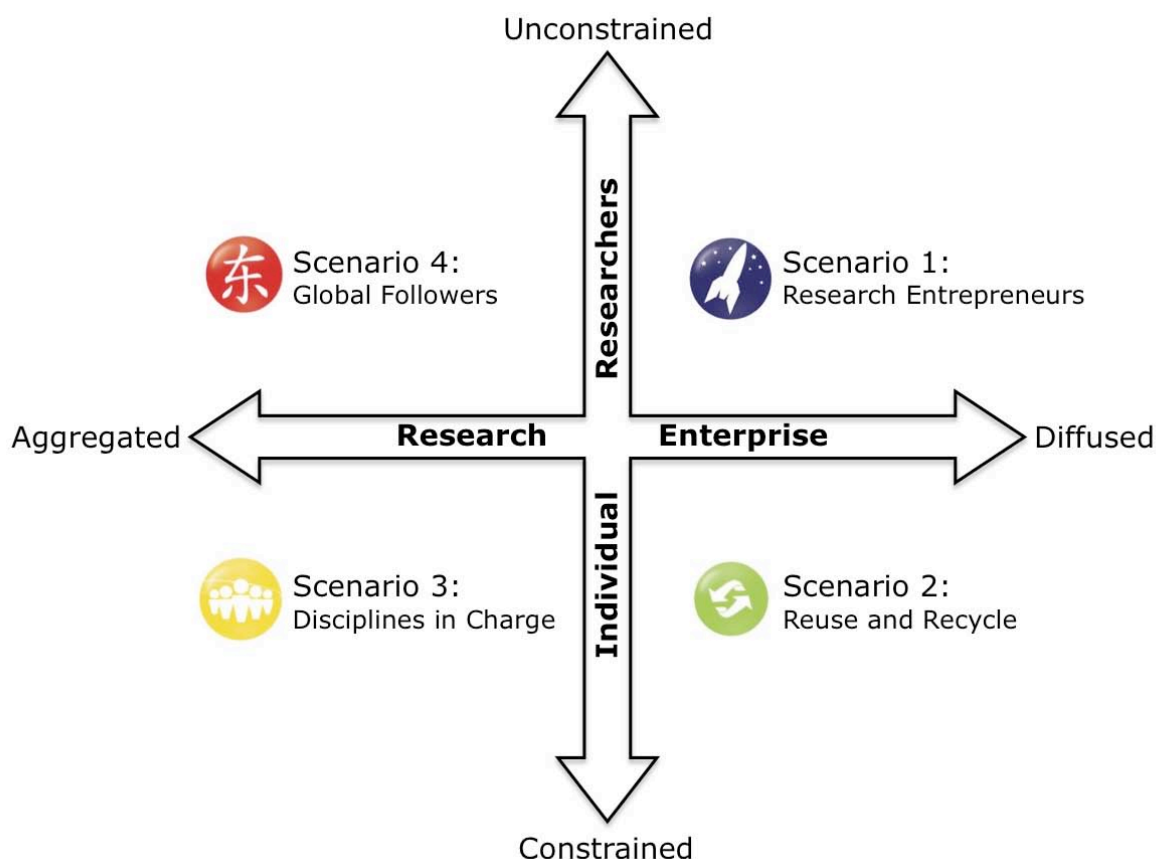 Unconstrained
东
Scenario 4:
Global Followers
Scenario 1:
Research Entrepreneurs
Researchers
Aggregated
Research Enterprise
Diffused
Individual
Scenario 3:
Disciplines in Charge
Scenario 2:
Reuse and Recycle
Constrained